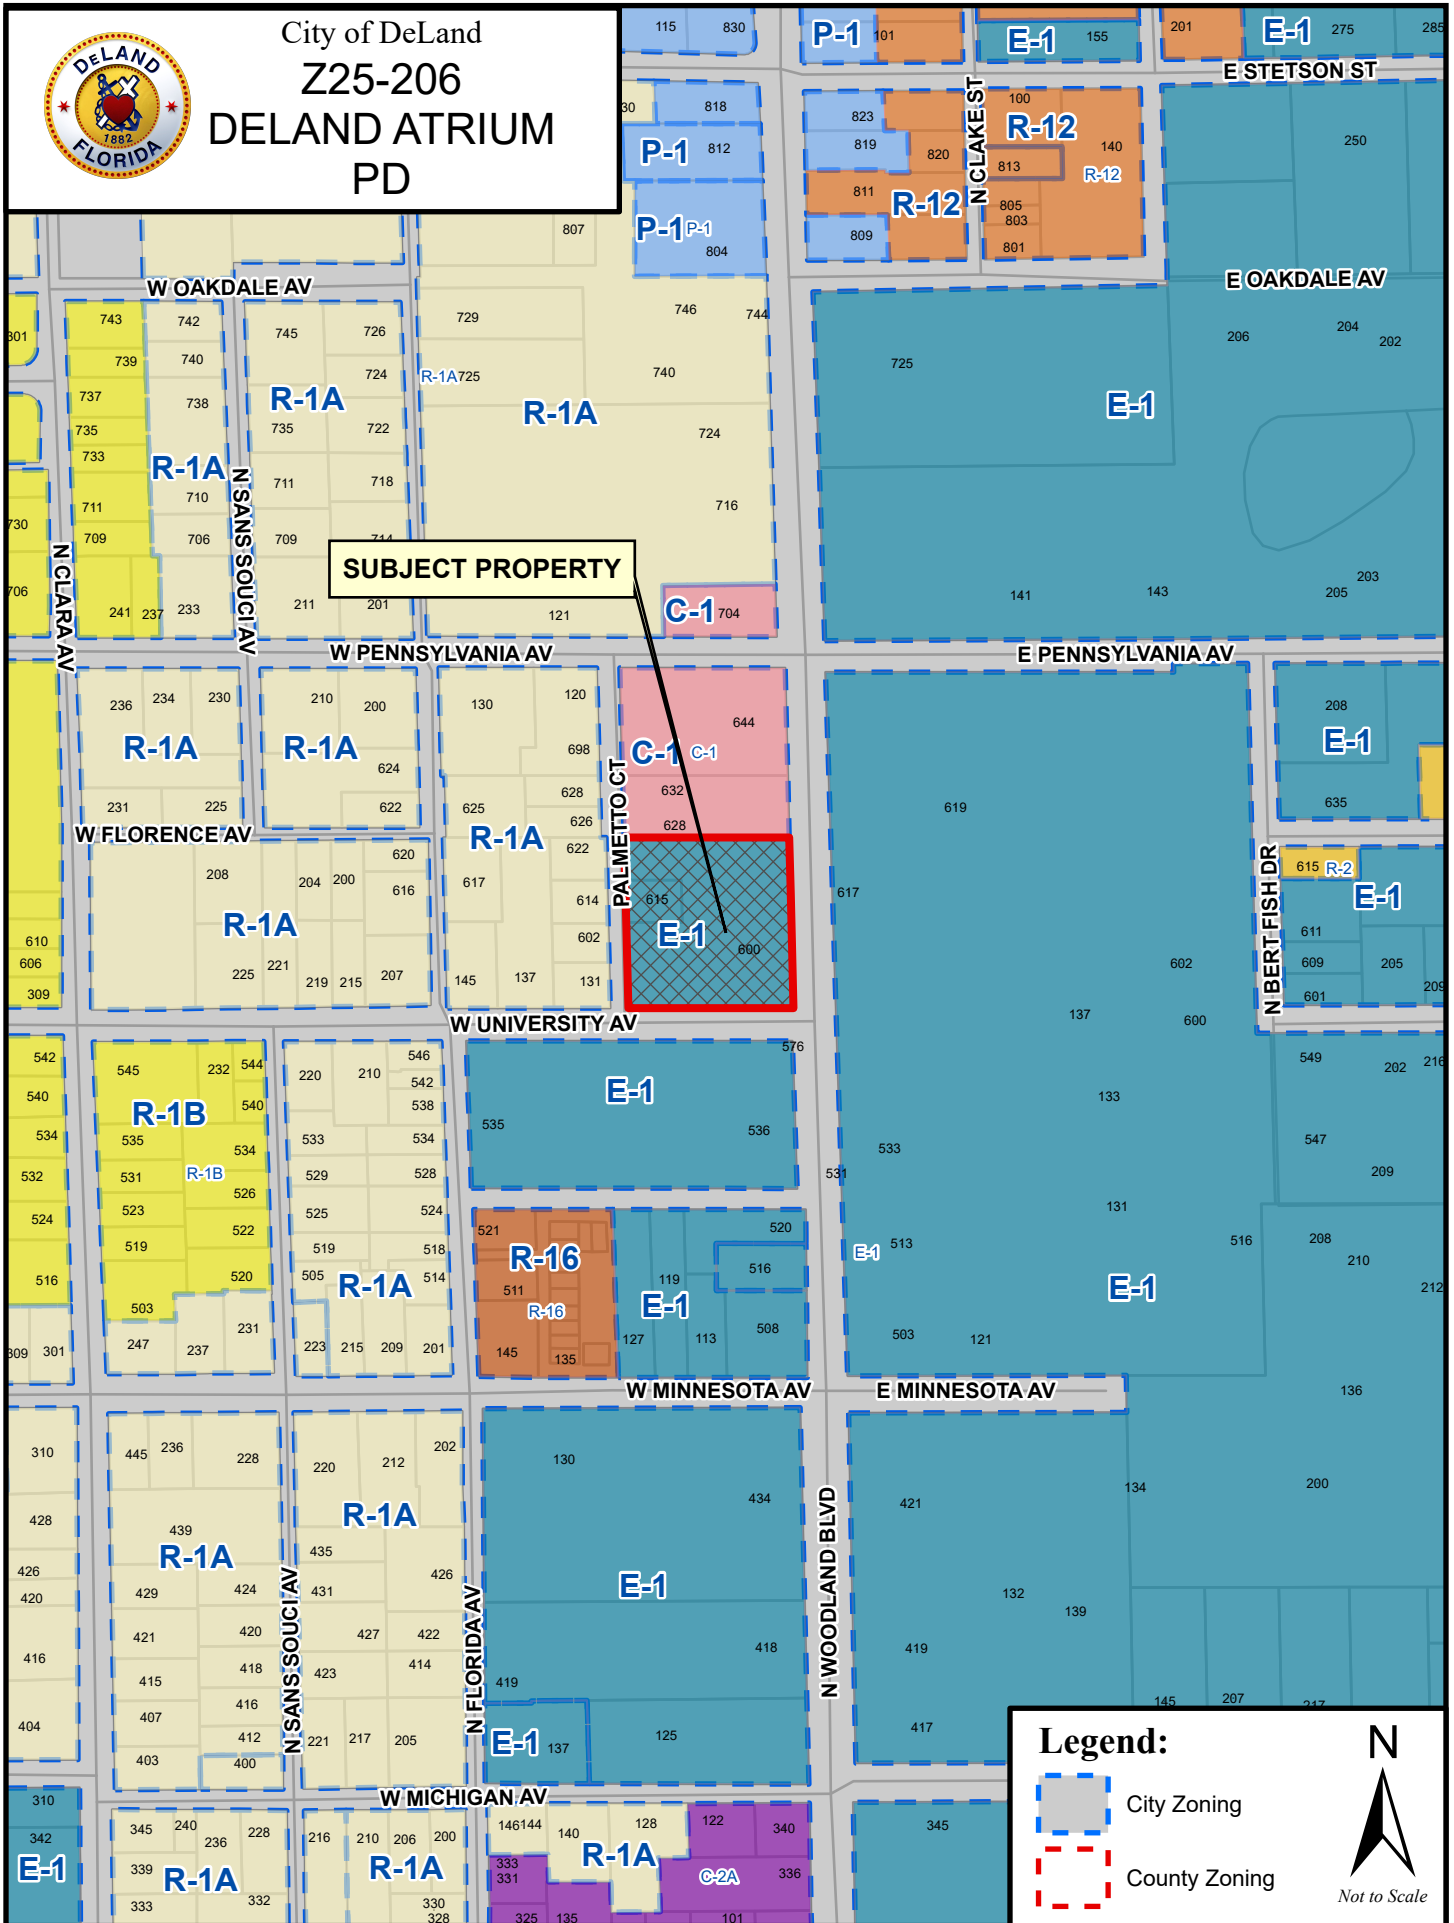 City of DeLand
Z25-206
DELAND ATRIUM
PD
DELAND
1882
FLORIDA
115 830
P-1 101
E-1 155
201 E-1 275 285
E STETSON ST
30 818
P-1 812
P-1 P-1
804
823
819 820
811 R-12
809
N CLAKE ST
100
R-12
140
813 R-12
805
803
801
250
807
W OAKDALE AV
E OAKDALE AV
301
743 742
739 740
737 738
735
733
R-1A
711 710
709 706
241 237 233
745 726
724
R-1A
735 722
711 718
709 714
211 201
N SANS SOUCI AV
N CLARA AV
730
706
729 746 744
R-1A 725 740
R-1A
724
716
121
C-1 704
SUBJECT PROPERTY
725
E-1
206 204 202
141 143 205 203
W PENNSYLVANIA AV
E PENNSYLVANIA AV
236 234 230
R-1A
231 225
210 200
R-1A
624
622
130 120
698
628
625 626
R-1A
622
617
614
602
145 137 131
PALMETTO CT
644
C-1 C-1
632
628
615
E-1
600
619
617
602
137 600
133
533
531
131
E-1 513 516
E-1
503 121
208
E-1
635
N BERT FISH DR
615 R-2
E-1
611
609 205
601 209
W FLORENCE AV
208 204 200 620
616
R-1A
225 221 219 215 207
610
606
309
W UNIVERSITY AV
542
540
534
532
524
516
309 301
545 232 544
R-1B 540
535 534
531 R-1B
526
523 522
519
520
503
247 237 231
220 210 546
542
538
533 534
529 528
525 524
519 518
505 514
R-1A
223 215 209 201
576
E-1
535 536
521
R-16
511
R-16
145 135
520
516
119
E-1
127 113 508
549 202 216
547
209
208
210
212
W MINNESOTA AV
E MINNESOTA AV
136
310
428
426
420
416
404
445 236 228
439
R-1A
429 424
421 420
415 418
416
407
412
403 400
N SANS SOUCI AV
220 212 202
R-1A
435
431 426
427 422
423 414
221 217 205
N FLORIDA AV
130
434
E-1
418
419
E-1 137 125
N WOODLAND BLVD
421
134 200
132
139
419
417
145 207 217
W MICHIGAN AV
310
342
E-1
345 240 236 228
339 R-1A
333 332
216 210 206 200
R-1A
330
328
146 144 140 128 122 340
R-1A
333
331 C-2A 336
325 135 101
345
Legend:
City Zoning
County Zoning
N
Not to Scale